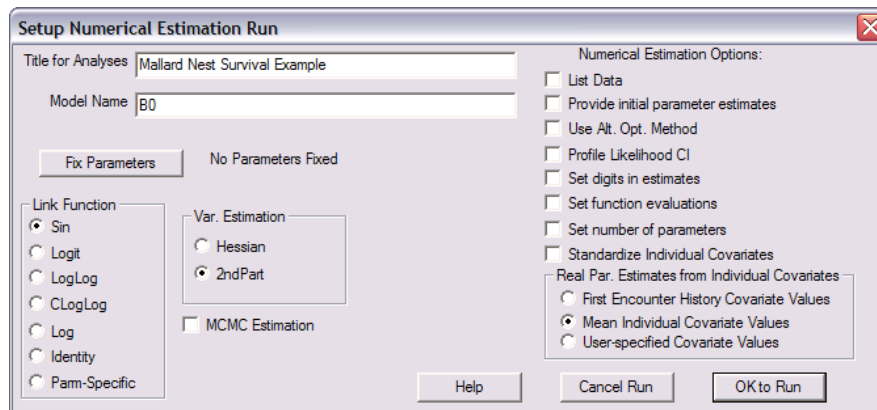 Setup Numerical Estimation Run
Title for Analyses Mallard Nest Survival Example
Model Name B0
Fix Parameters No Parameters Fixed
Link Function
Sin
Logit
LogLog
CLogLog
Log
Identity
Parm-Specific
Var. Estimation
Hessian
2ndPart
MCMC Estimation
Numerical Estimation Options:
List Data
Provide initial parameter estimates
Use Alt. Opt. Method
Profile Likelihood CI
Set digits in estimates
Set function evaluations
Set number of parameters
Standardize Individual Covariates
Real Par. Estimates from Individual Covariates
First Encounter History Covariate Values
Mean Individual Covariate Values
User-specified Covariate Values
Help Cancel Run OK to Run